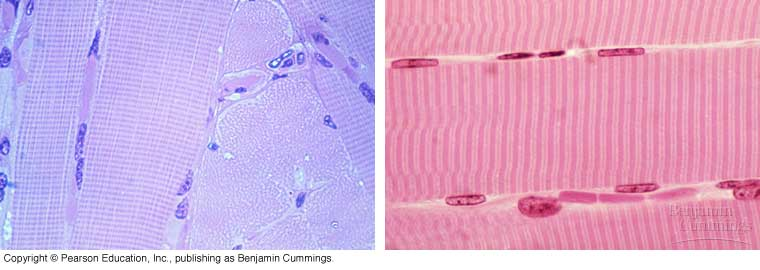 Benjamin
Cummings
Copyright © Pearson Education, Inc., publishing as Benjamin Cummings.